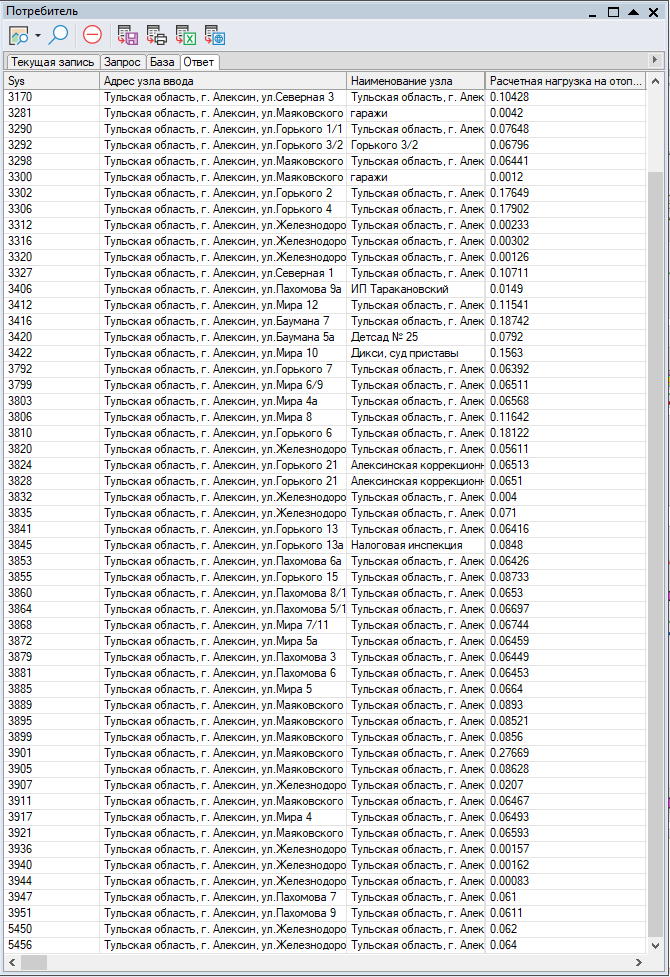 Потребитель
Текущая запись Запрос База Ответ
Sys Адрес узла ввода Наименование узла Расчетная нагрузка на отоп...
3170 Тульская область, г. Алексин, ул.Северная 3 Тульская область, г. Алек 0.10428
3281 Тульская область, г. Алексин, ул.Маяковского гаражи 0.0042
3290 Тульская область, г. Алексин, ул.Горького 1/1 Тульская область, г. Алек 0.07648
3292 Тульская область, г. Алексин, ул.Горького 3/2 Горького 3/2 0.06796
3298 Тульская область, г. Алексин, ул.Маяковского Тульская область, г. Алек 0.06441
3300 Тульская область, г. Алексин, ул.Маяковского гаражи 0.0012
3302 Тульская область, г. Алексин, ул.Горького 2 Тульская область, г. Алек 0.17649
3306 Тульская область, г. Алексин, ул.Горького 4 Тульская область, г. Алек 0.17902
3312 Тульская область, г. Алексин, ул.Железнодоро Тульская область, г. Алек 0.00233
3316 Тульская область, г. Алексин, ул.Железнодоро Тульская область, г. Алек 0.00302
3320 Тульская область, г. Алексин, ул.Железнодоро Тульская область, г. Алек 0.00126
3327 Тульская область, г. Алексин, ул.Северная 1 Тульская область, г. Алек 0.10711
3406 Тульская область, г. Алексин, ул.Пахомова 9а ИП Таракановский 0.0149
3412 Тульская область, г. Алексин, ул.Мира 12 Тульская область, г. Алек 0.11541
3416 Тульская область, г. Алексин, ул.Баумана 7 Тульская область, г. Алек 0.18742
3420 Тульская область, г. Алексин, ул.Баумана 5а Детсад № 25 0.0792
3422 Тульская область, г. Алексин, ул.Мира 10 Дикси, суд приставы 0.1563
3792 Тульская область, г. Алексин, ул.Горького 7 Тульская область, г. Алек 0.06392
3799 Тульская область, г. Алексин, ул.Мира 6/9 Тульская область, г. Алек 0.06511
3803 Тульская область, г. Алексин, ул.Мира 4а Тульская область, г. Алек 0.06568
3806 Тульская область, г. Алексин, ул.Мира 8 Тульская область, г. Алек 0.11642
3810 Тульская область, г. Алексин, ул.Горького 6 Тульская область, г. Алек 0.18122
3820 Тульская область, г. Алексин, ул.Железнодоро Тульская область, г. Алек 0.05611
3824 Тульская область, г. Алексин, ул.Горького 21 Алексинская коррекционн 0.06513
3828 Тульская область, г. Алексин, ул.Горького 21 Алексинская коррекционн 0.0651
3832 Тульская область, г. Алексин, ул.Железнодоро Тульская область, г. Алек 0.004
3835 Тульская область, г. Алексин, ул.Железнодоро Тульская область, г. Алек 0.071
3841 Тульская область, г. Алексин, ул.Горького 13 Тульская область, г. Алек 0.06416
3845 Тульская область, г. Алексин, ул.Горького 13а Налоговая инспекция 0.0848
3853 Тульская область, г. Алексин, ул.Пахомова 6а Тульская область, г. Алек 0.06426
3855 Тульская область, г. Алексин, ул.Горького 15 Тульская область, г. Алек 0.08733
3860 Тульская область, г. Алексин, ул.Пахомова 8/1 Тульская область, г. Алек 0.0653
3864 Тульская область, г. Алексин, ул.Пахомова 5/1 Тульская область, г. Алек 0.06697
3868 Тульская область, г. Алексин, ул.Мира 7/11 Тульская область, г. Алек 0.06744
3872 Тульская область, г. Алексин, ул.Мира 5а Тульская область, г. Алек 0.06459
3879 Тульская область, г. Алексин, ул.Пахомова 3 Тульская область, г. Алек 0.06449
3881 Тульская область, г. Алексин, ул.Пахомова 6 Тульская область, г. Алек 0.06453
3885 Тульская область, г. Алексин, ул.Мира 5 Тульская область, г. Алек 0.0664
3889 Тульская область, г. Алексин, ул.Маяковского Тульская область, г. Алек 0.0893
3895 Тульская область, г. Алексин, ул.Маяковского Тульская область, г. Алек 0.08521
3899 Тульская область, г. Алексин, ул.Маяковского Тульская область, г. Алек 0.0856
3901 Тульская область, г. Алексин, ул.Маяковского Тульская область, г. Алек 0.27669
3905 Тульская область, г. Алексин, ул.Маяковского Тульская область, г. Алек 0.08628
3907 Тульская область, г. Алексин, ул.Железнодоро Тульская область, г. Алек 0.0207
3911 Тульская область, г. Алексин, ул.Маяковского Тульская область, г. Алек 0.06467
3917 Тульская область, г. Алексин, ул.Мира 4 Тульская область, г. Алек 0.06493
3921 Тульская область, г. Алексин, ул.Маяковского Тульская область, г. Алек 0.06593
3936 Тульская область, г. Алексин, ул.Железнодоро Тульская область, г. Алек 0.00157
3940 Тульская область, г. Алексин, ул.Железнодоро Тульская область, г. Алек 0.00162
3944 Тульская область, г. Алексин, ул.Железнодоро Тульская область, г. Алек 0.00083
3947 Тульская область, г. Алексин, ул.Пахомова 7 Тульская область, г. Алек 0.061
3951 Тульская область, г. Алексин, ул.Пахомова 9 Тульская область, г. Алек 0.0611
5450 Тульская область, г. Алексин, ул.Железнодоро Тульская область, г. Алек 0.062
5456 Тульская область, г. Алексин, ул.Железнодоро Тульская область, г. Алек 0.064